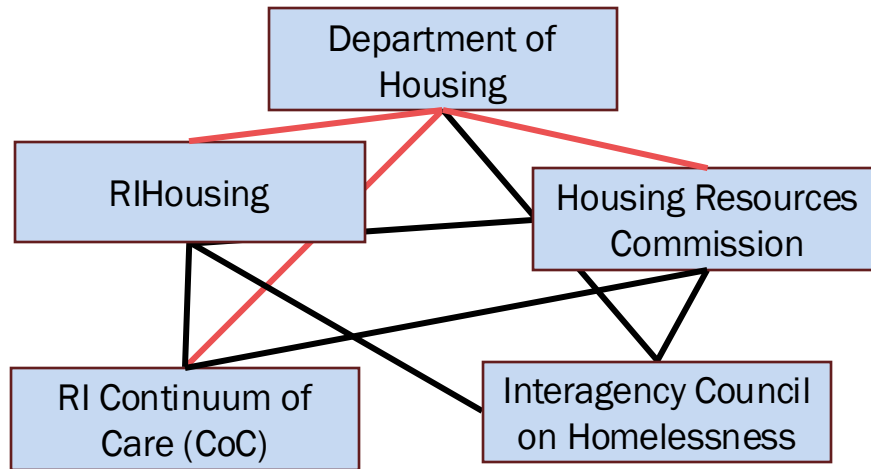 Department of
Housing
RIHousing
Housing Resources
Commission
RI Continuum of
Care (CoC)
Interagency Council
on Homelessness